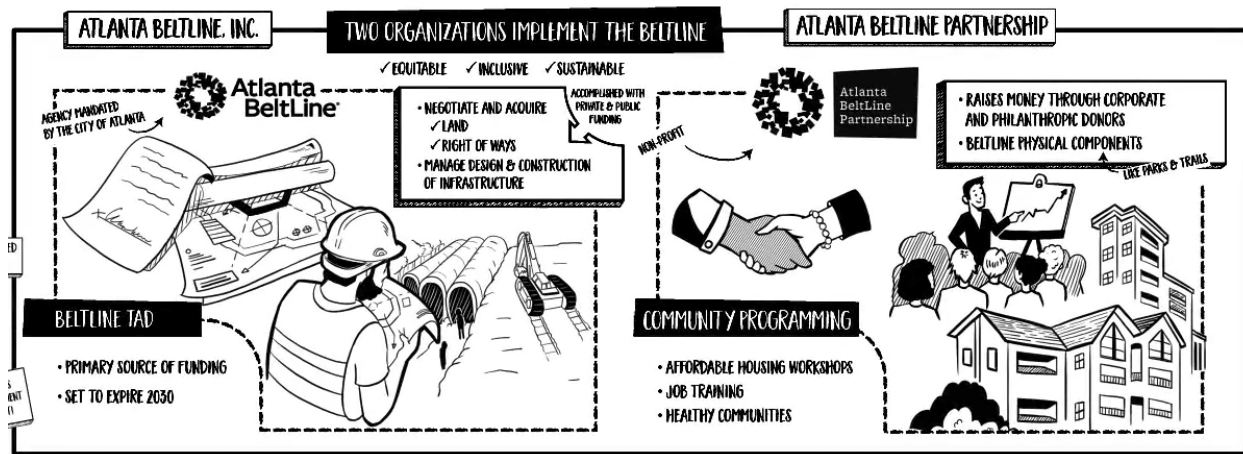 ATLANTA BELTLINE, INC.
TWO ORGANIZATIONS IMPLEMENT THE BELTLINE
ATLANTA BELTLINE PARTNERSHIP
✓ EQUITABLE ✓ INCLUSIVE ✓ SUSTAINABLE
AGENCY MANDATED
BY THE CITY OF ATLANTA
Atlanta
BeltLine
• NEGOTIATE AND ACQUIRE
✓ LAND
✓ RIGHT OF WAYS
• MANAGE DESIGN & CONSTRUCTION
OF INFRASTRUCTURE
ACCOMPLISHED WITH
PRIVATE & PUBLIC
FUNDING
NON-PROFIT
Atlanta
BeltLine
Partnership
• RAISES MONEY THROUGH CORPORATE
AND PHILANTHROPIC DONORS
• BELTLINE PHYSICAL COMPONENTS
LIKE PARKS & TRAILS
BELTLINE TAD
• PRIMARY SOURCE OF FUNDING
• SET TO EXPIRE 2030
COMMUNITY PROGRAMMING
• AFFORDABLE HOUSING WORKSHOPS
• JOB TRAINING
• HEALTHY COMMUNITIES